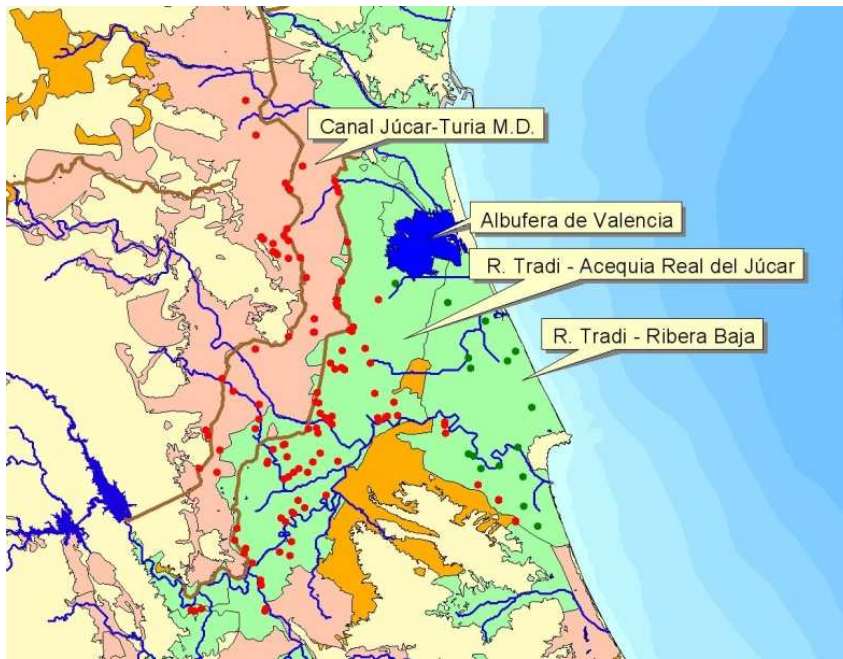 Canal Júcar-Turia M.D.
Albufera de Valencia
R. Tradi - Acequia Real del Júcar
R. Tradi - Ribera Baja